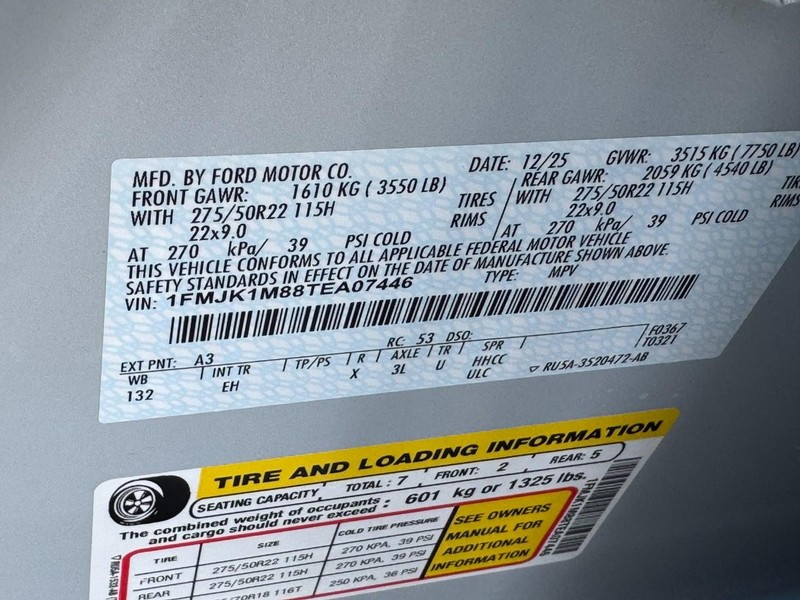 MFD. BY FORD MOTOR CO. DATE: 12/25 GVWR: 3515 KG ( 7750 LB)
FRONT GAWR: 1610 KG ( 3550 LB) REAR GAWR: 2059 KG ( 4540 LB)
WITH 275/50R22 115H TIRES WITH 275/50R22 115H
22x9.0 RIMS 22x9.0 RIMS
AT 270 kPa/ 39 PSI COLD AT 270 kPa/ 39 PSI COLD
THIS VEHICLE CONFORMS TO ALL APPLICABLE FEDERAL MOTOR VEHICLE
SAFETY STANDARDS IN EFFECT ON THE DATE OF MANUFACTURE SHOWN ABOVE.
VIN: 1FMJK1M88TEA07446 TYPE: MPV
EXT PNT: A3 RC: 53 DSO: F0367
WB INT TR TP/PS R AXLE TR SPR T0321
132 EH X 3L U HHCC
ULC ▽ RU5A-3520472-AB
TIRE AND LOADING INFORMATION
SEATING CAPACITY TOTAL : 7 FRONT: 2 REAR: 5
The combined weight of occupants
and cargo should never exceed : 601 kg or 1325 lbs.
TIRE SIZE COLD TIRE PRESSURE
FRONT 275/50R22 115H 270 KPA, 39 PSI
REAR 275/50R22 115H 270 KPA, 39 PSI
116T 250 KPA, 36 PSI
SEE OWNERS
MANUAL FOR
ADDITIONAL
INFORMATION